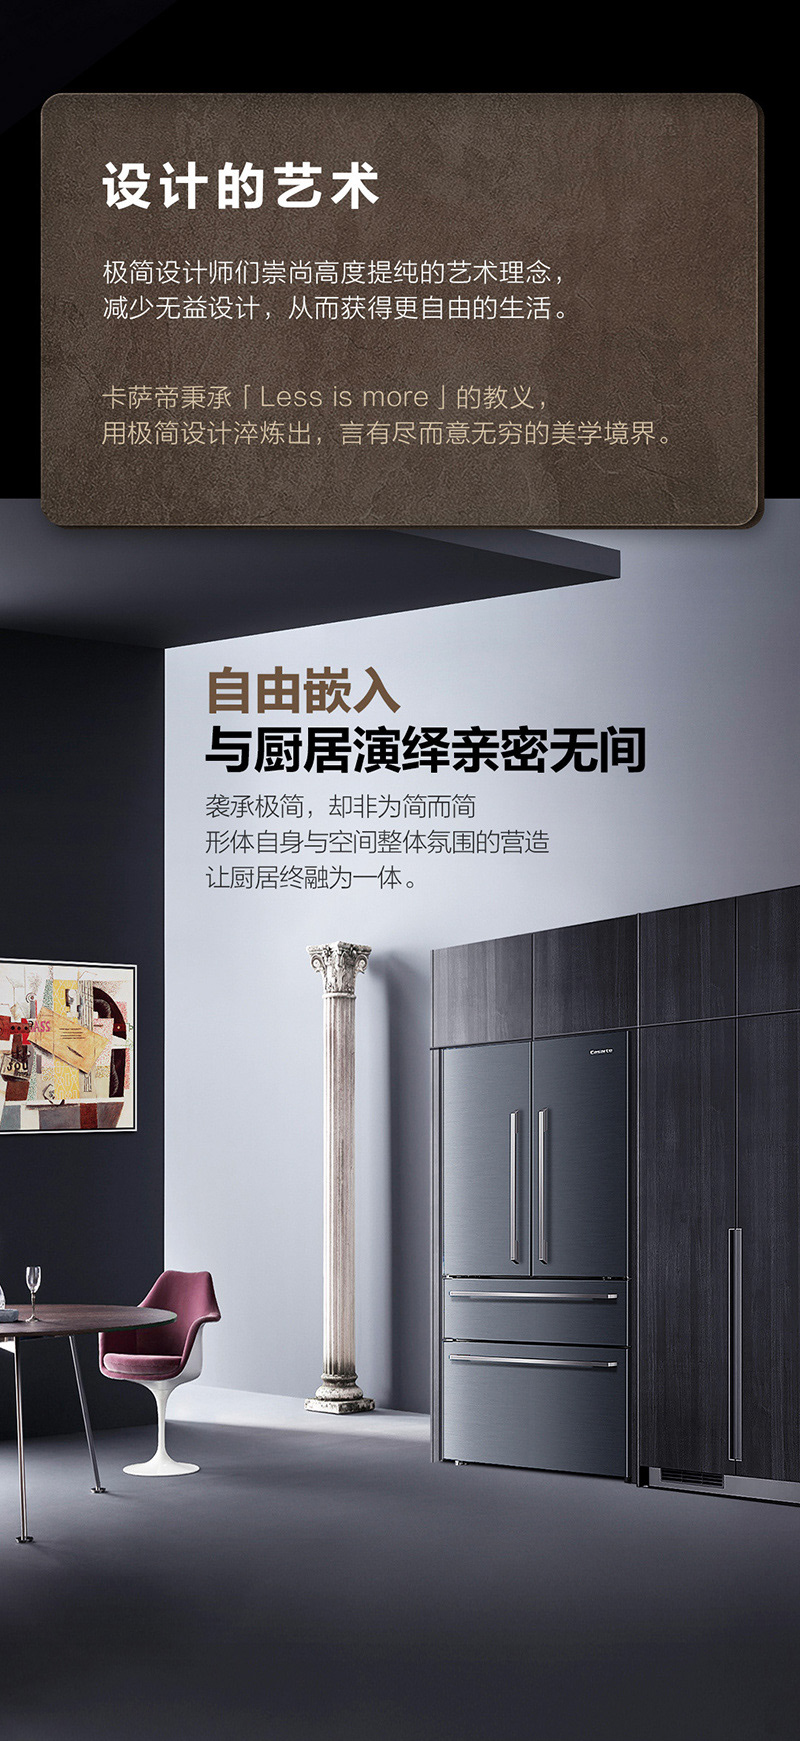 设计的艺术
极简设计师们崇尚高度提纯的艺术理念，
减少无益设计，从而获得更自由的生活。
卡萨帝秉承「Less is more」的教义，
用极简设计淬炼出，言有尽而意无穷的美学境界。
自由嵌入
与厨居演绎亲密无间
袭承极简，却非为简而简
形体自身与空间整体氛围的营造
让厨居终融为一体。
Casarte